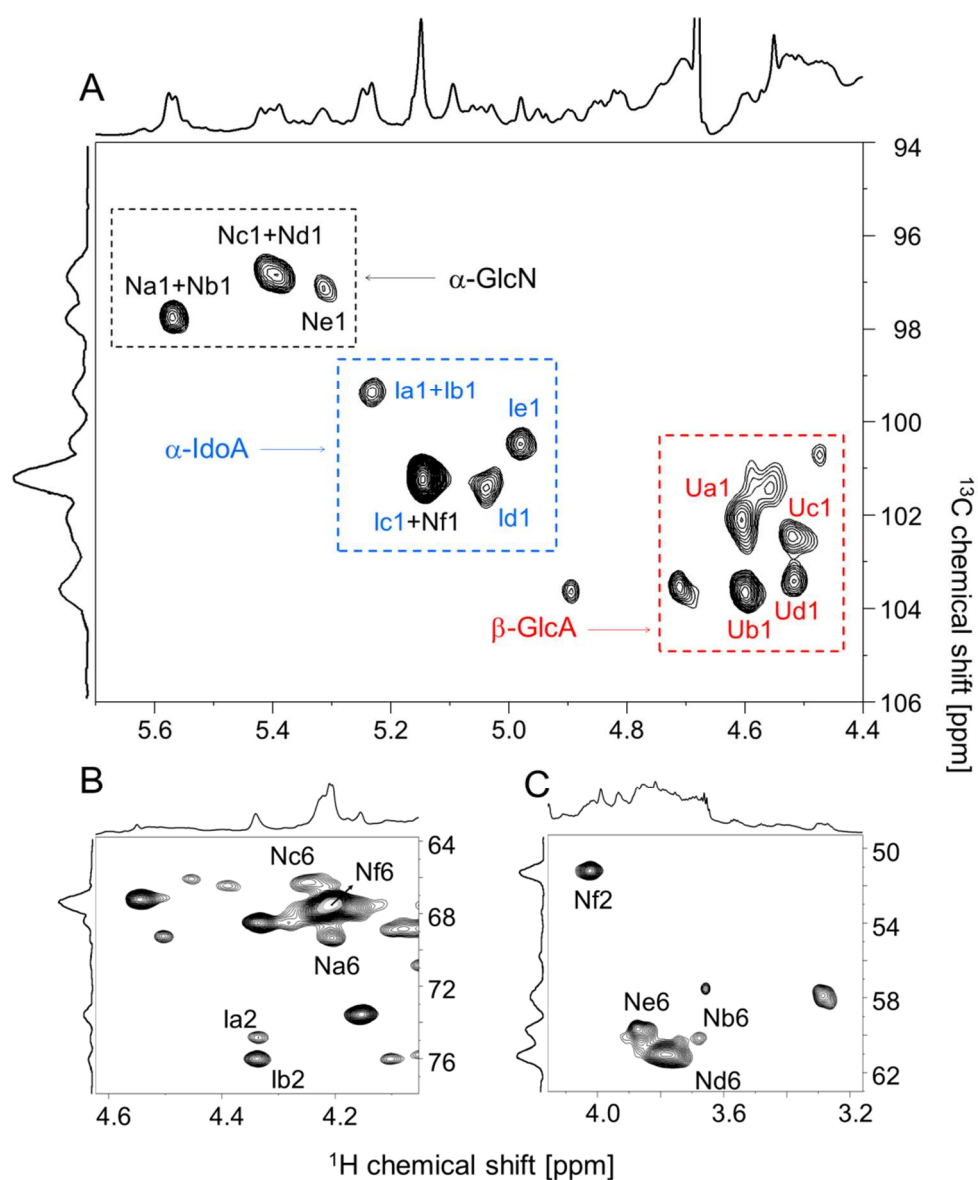 A
94
96
98
100
102
104
106
¹³C chemical shift [ppm]
Nc1+Nd1
Na1+Nb1
Ne1
α-GlcN
Ia1+Ib1
Ie1
α-IdoA
Ic1+Nf1
Id1
Ua1
Uc1
Ub1
Ud1
β-GlcA
5.6 5.4 5.2 5.0 4.8 4.6 4.4
B
64
68
72
76
Nc6
Nf6
Na6
Ia2
Ib2
4.6 4.4 4.2
C
50
54
58
62
Nf2
Ne6
Nb6
Nd6
4.0 3.6 3.2
¹H chemical shift [ppm]